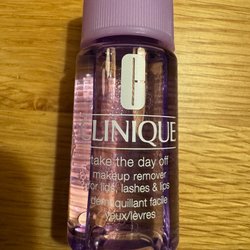 CLINIQUE
take the day off
makeup remover
for lids, lashes & lips
démaquillant facile
yeux/lèvres